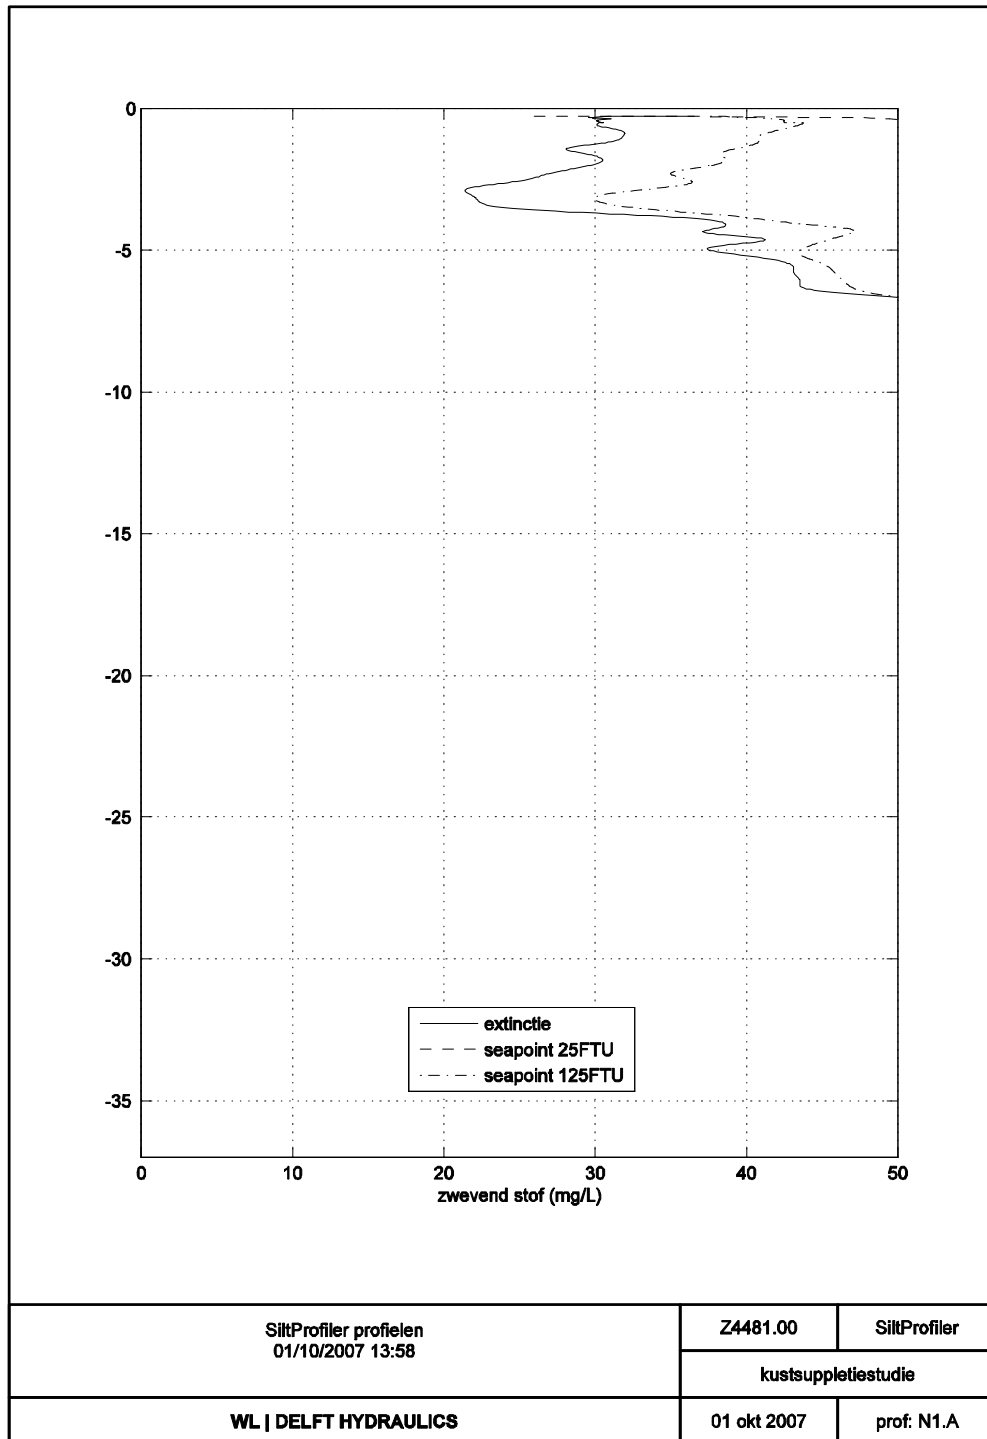 0
-5
-10
-15
-20
-25
-30
-35
0 10 20 30 40 50
zwevend stof (mg/L)
extinctie
seapoint 25FTU
seapoint 125FTU
SiltProfiler profielen
01/10/2007 13:58
Z4481.00
SiltProfiler
kustsuppletiestudie
WL | DELFT HYDRAULICS
01 okt 2007
prof: N1.A